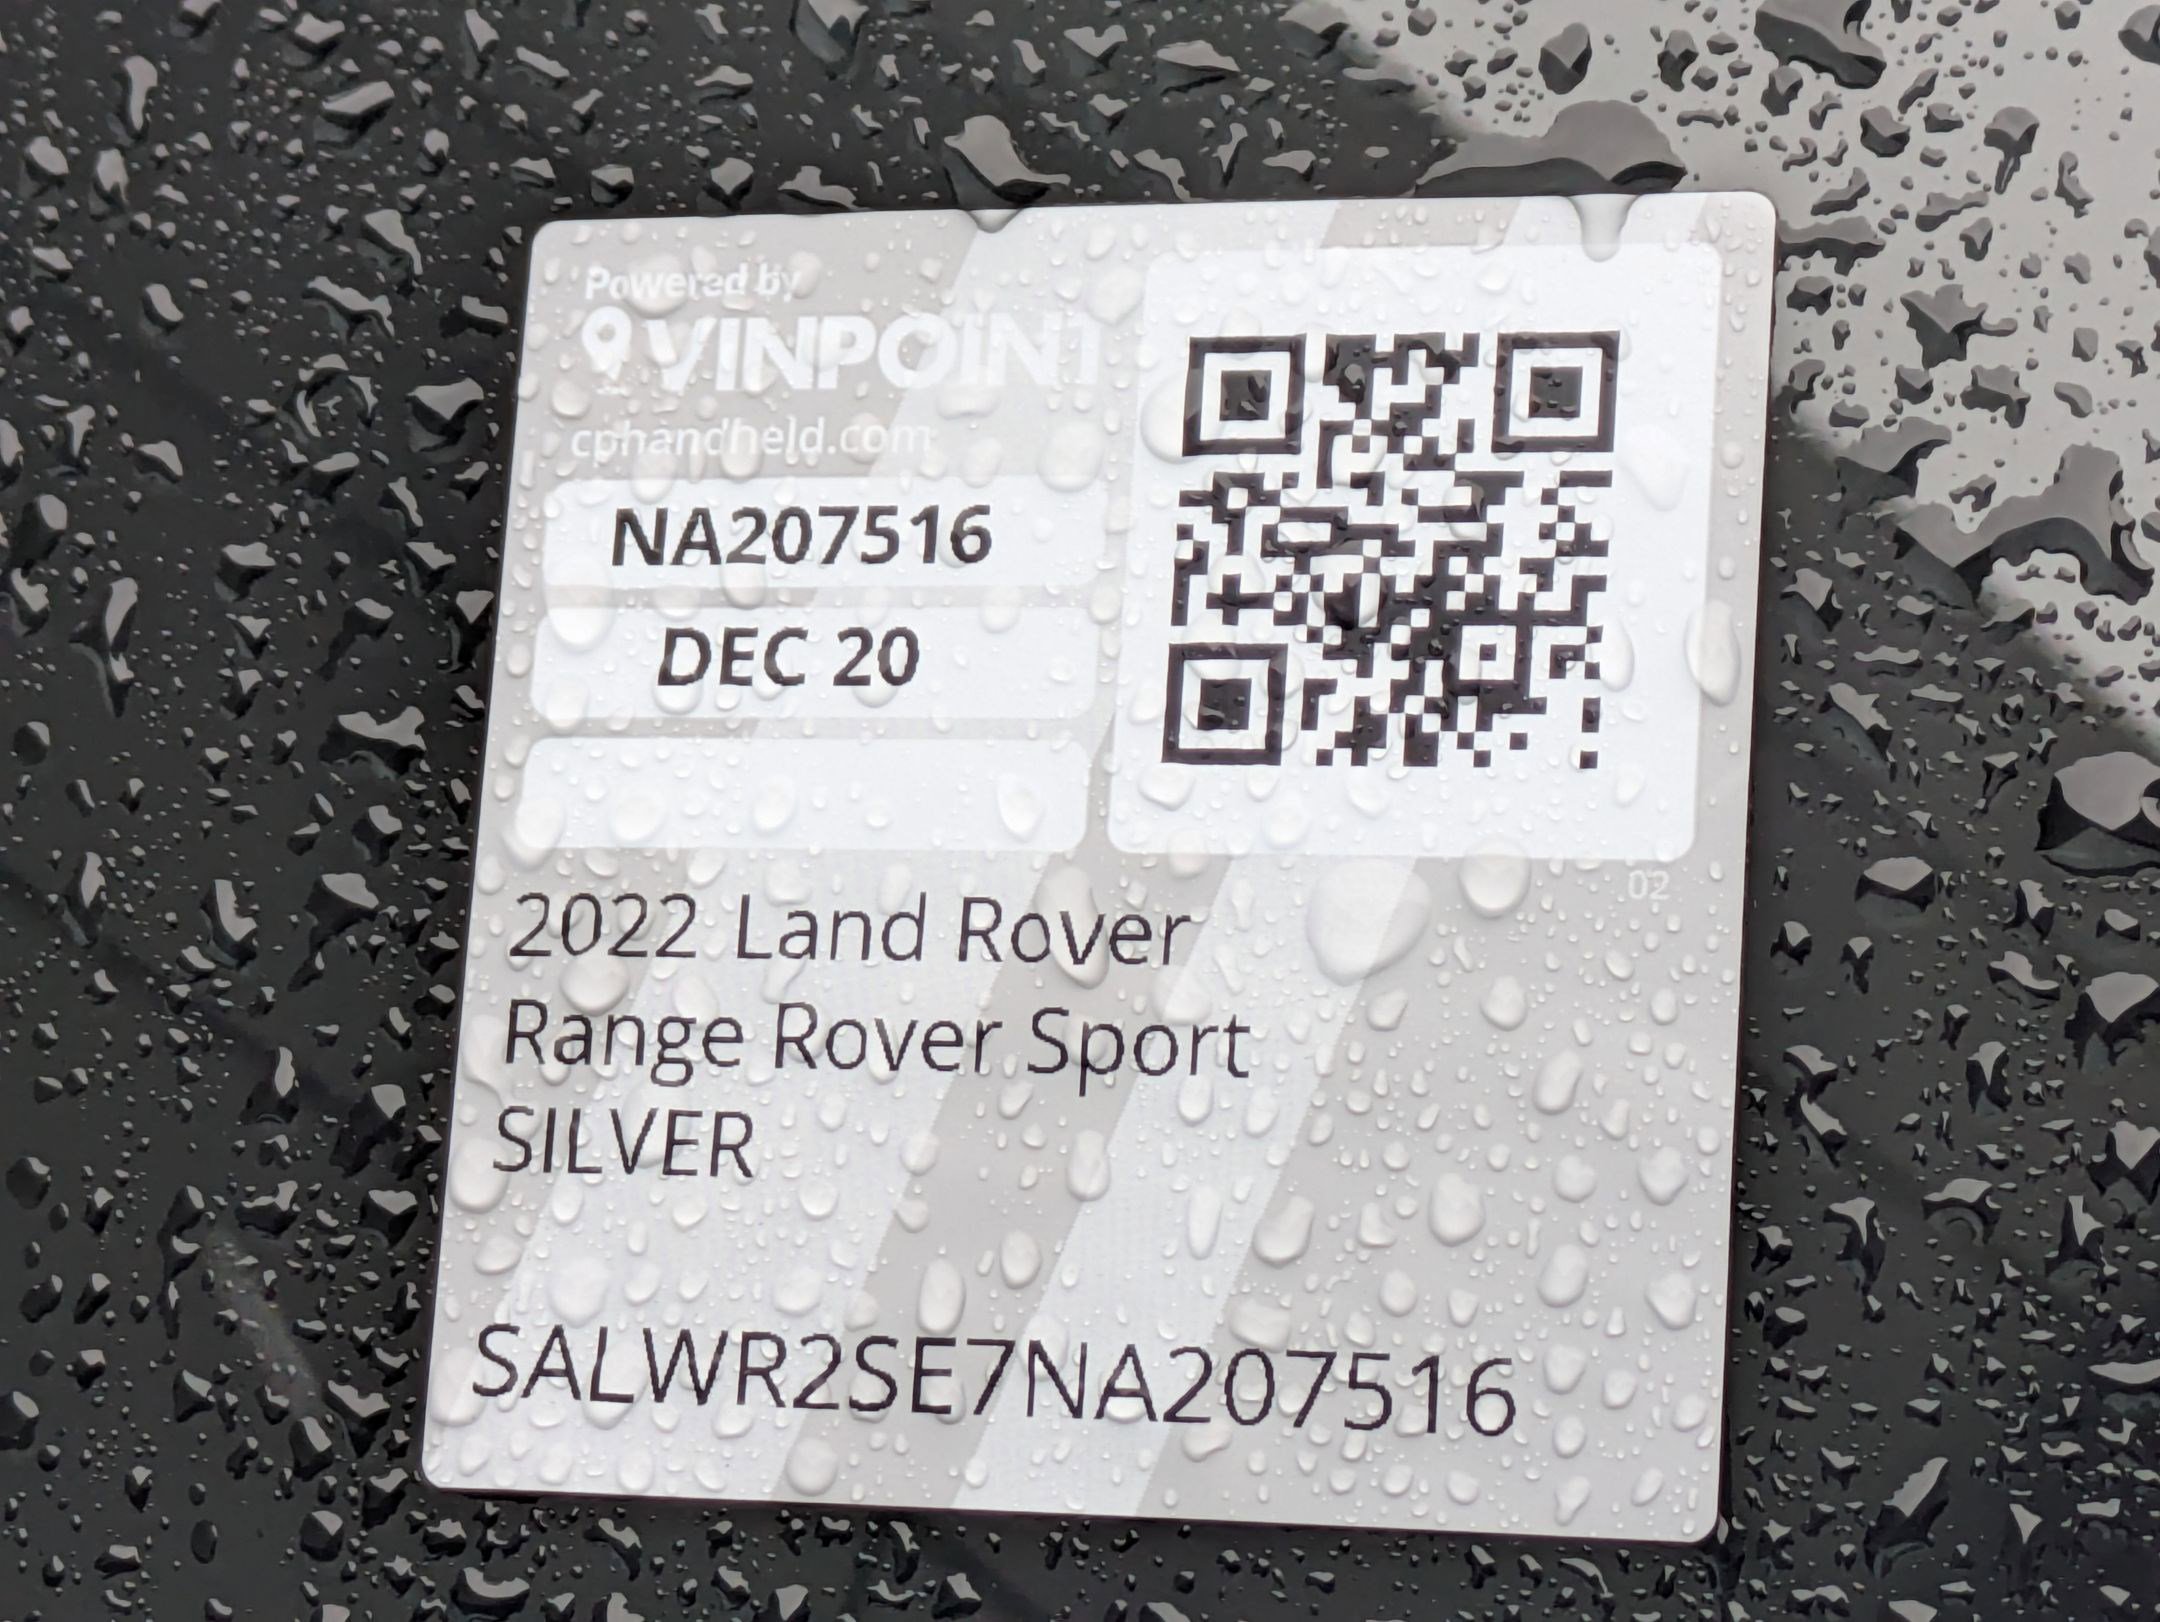 Powered by
VINPOINT
cphandheld.com
NA207516
DEC 20
02
2022 Land Rover
Range Rover Sport
SILVER
SALWR2SE7NA207516